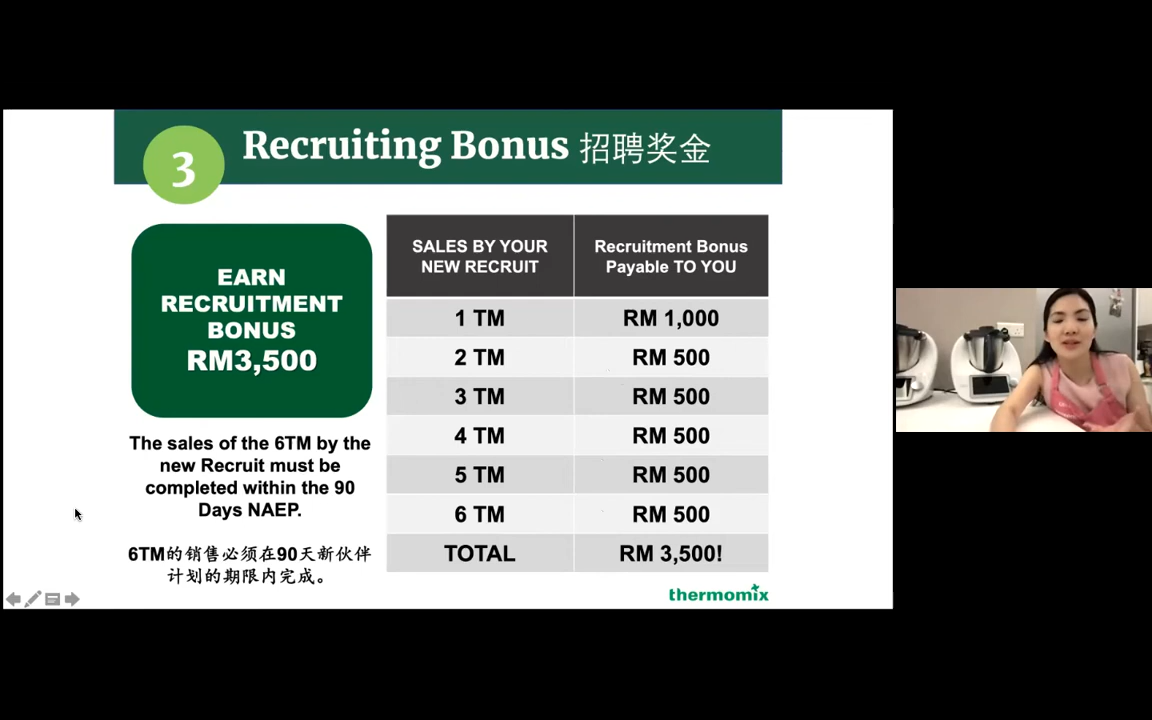 3
Recruiting Bonus 招聘奖金
EARN
RECRUITMENT
BONUS
RM3,500
The sales of the 6TM by the
new Recruit must be
completed within the 90
Days NAEP.
6TM的销售必须在90天新伙伴
计划的期限内完成。
SALES BY YOUR NEW RECRUIT Recruitment Bonus Payable TO YOU
1 TM RM 1,000
2 TM RM 500
3 TM RM 500
4 TM RM 500
5 TM RM 500
6 TM RM 500
TOTAL RM 3,500!
thermomix